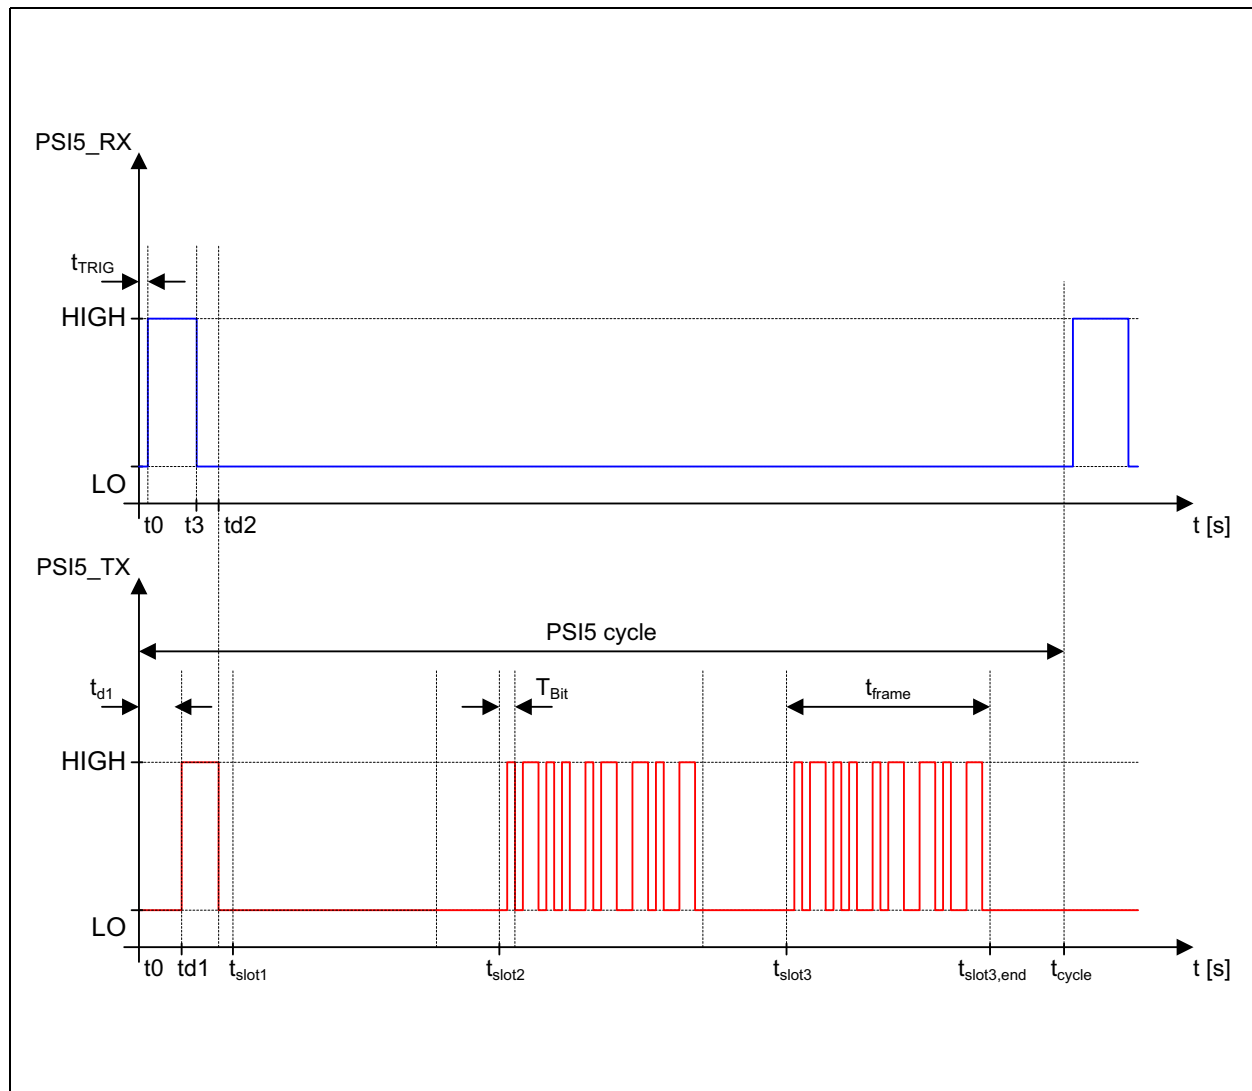 PSI5_RX
tTRIG
HIGH
LO
t0 t3 td2 t [s]
PSI5_TX
PSI5 cycle
td1 TBit tframe
HIGH
LO
t0 td1 tslot1 tslot2 tslot3 tslot3,end tcycle t [s]